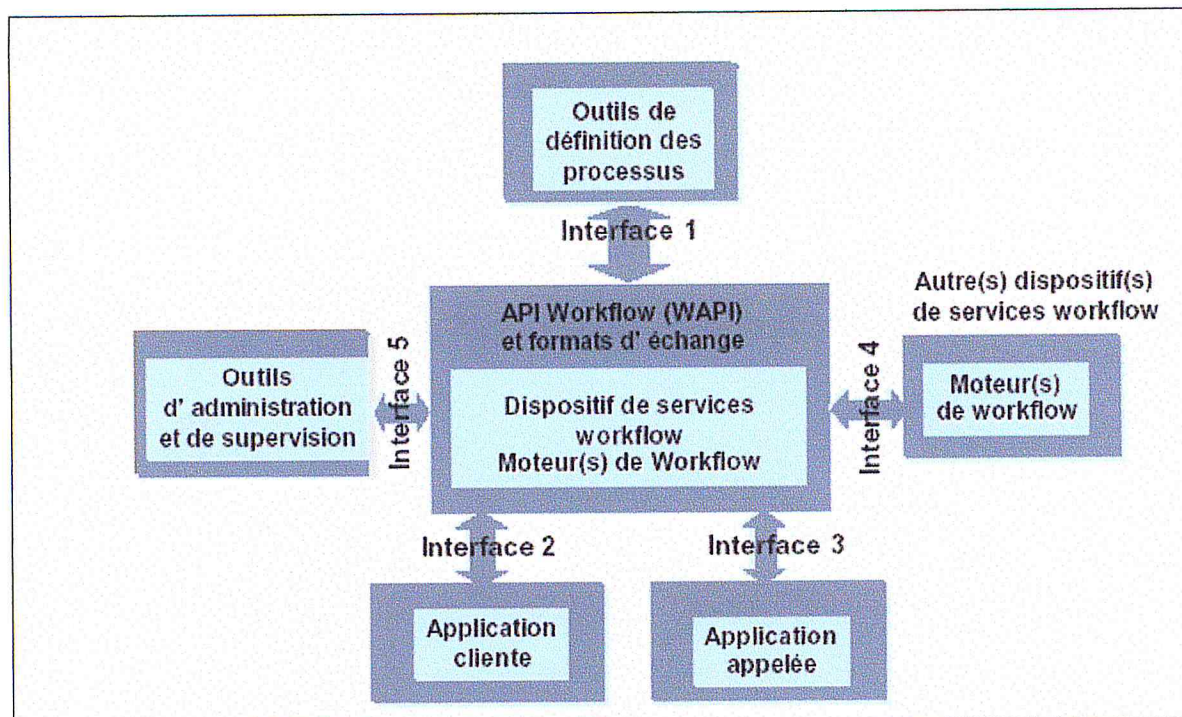 Outils de
définition des
processus
Interface 1
API Workflow (WAPI)
et formats d' échange
Autre(s) dispositif(s)
de services workflow
Outils
d' administration
et de supervision
Interface 5
Dispositif de services
workflow
Moteur(s) de Workflow
Interface 4
Moteur(s)
de workflow
Interface 2
Interface 3
Application
cliente
Application
appelée